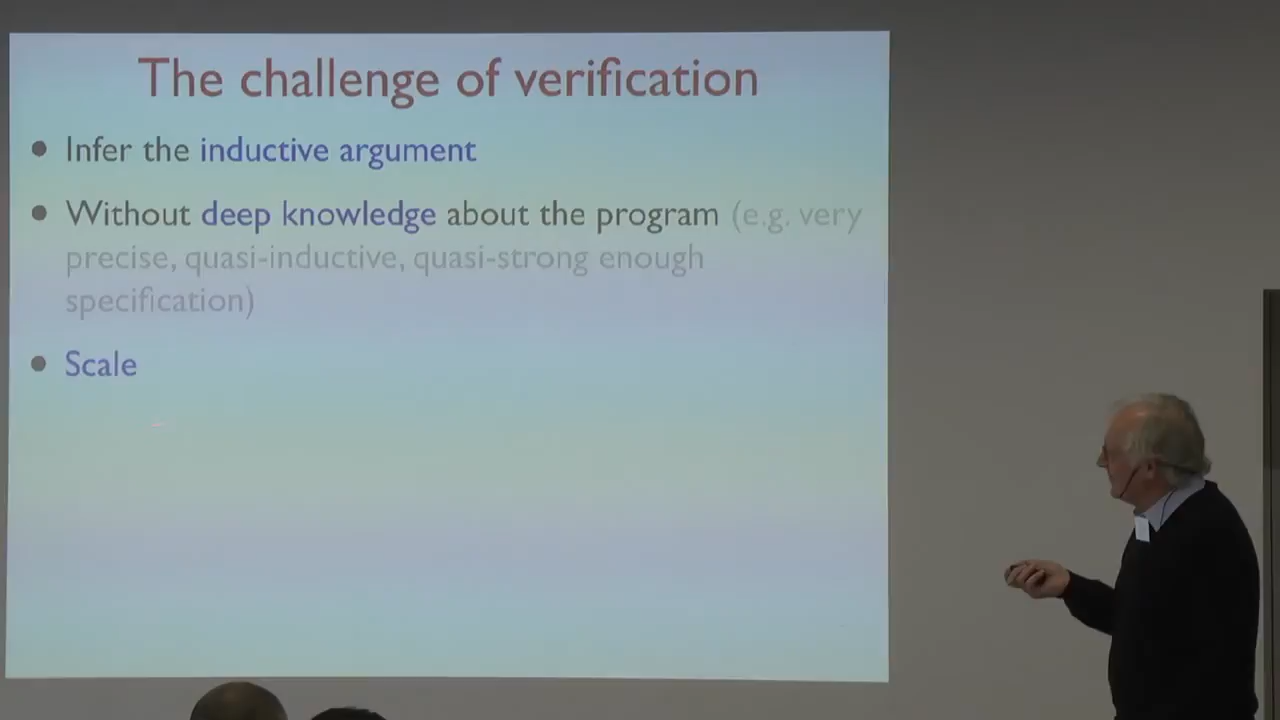 The challenge of verification
• Infer the inductive argument
• Without deep knowledge about the program (e.g. very
precise, quasi-inductive, quasi-strong enough
specification)
• Scale